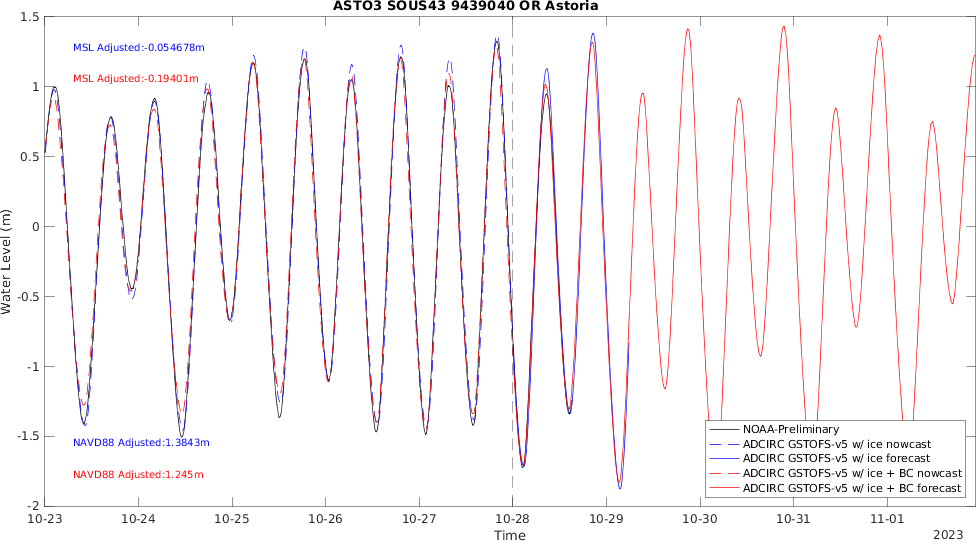 ASTO3 SOUS43 9439040 OR Astoria
1.5
1
0.5
0
-0.5
-1
-1.5
-2
Water Level (m)
MSL Adjusted:-0.054678m
MSL Adjusted:-0.19401m
NAVD88 Adjusted:1.3843m
NAVD88 Adjusted:1.245m
NOAA-Preliminary
ADCIRC GSTOFS-v5 w/ ice nowcast
ADCIRC GSTOFS-v5 w/ ice forecast
ADCIRC GSTOFS-v5 w/ ice + BC nowcast
ADCIRC GSTOFS-v5 w/ ice + BC forecast
10-23 10-24 10-25 10-26 10-27 10-28 10-29 10-30 10-31 11-01
Time
2023